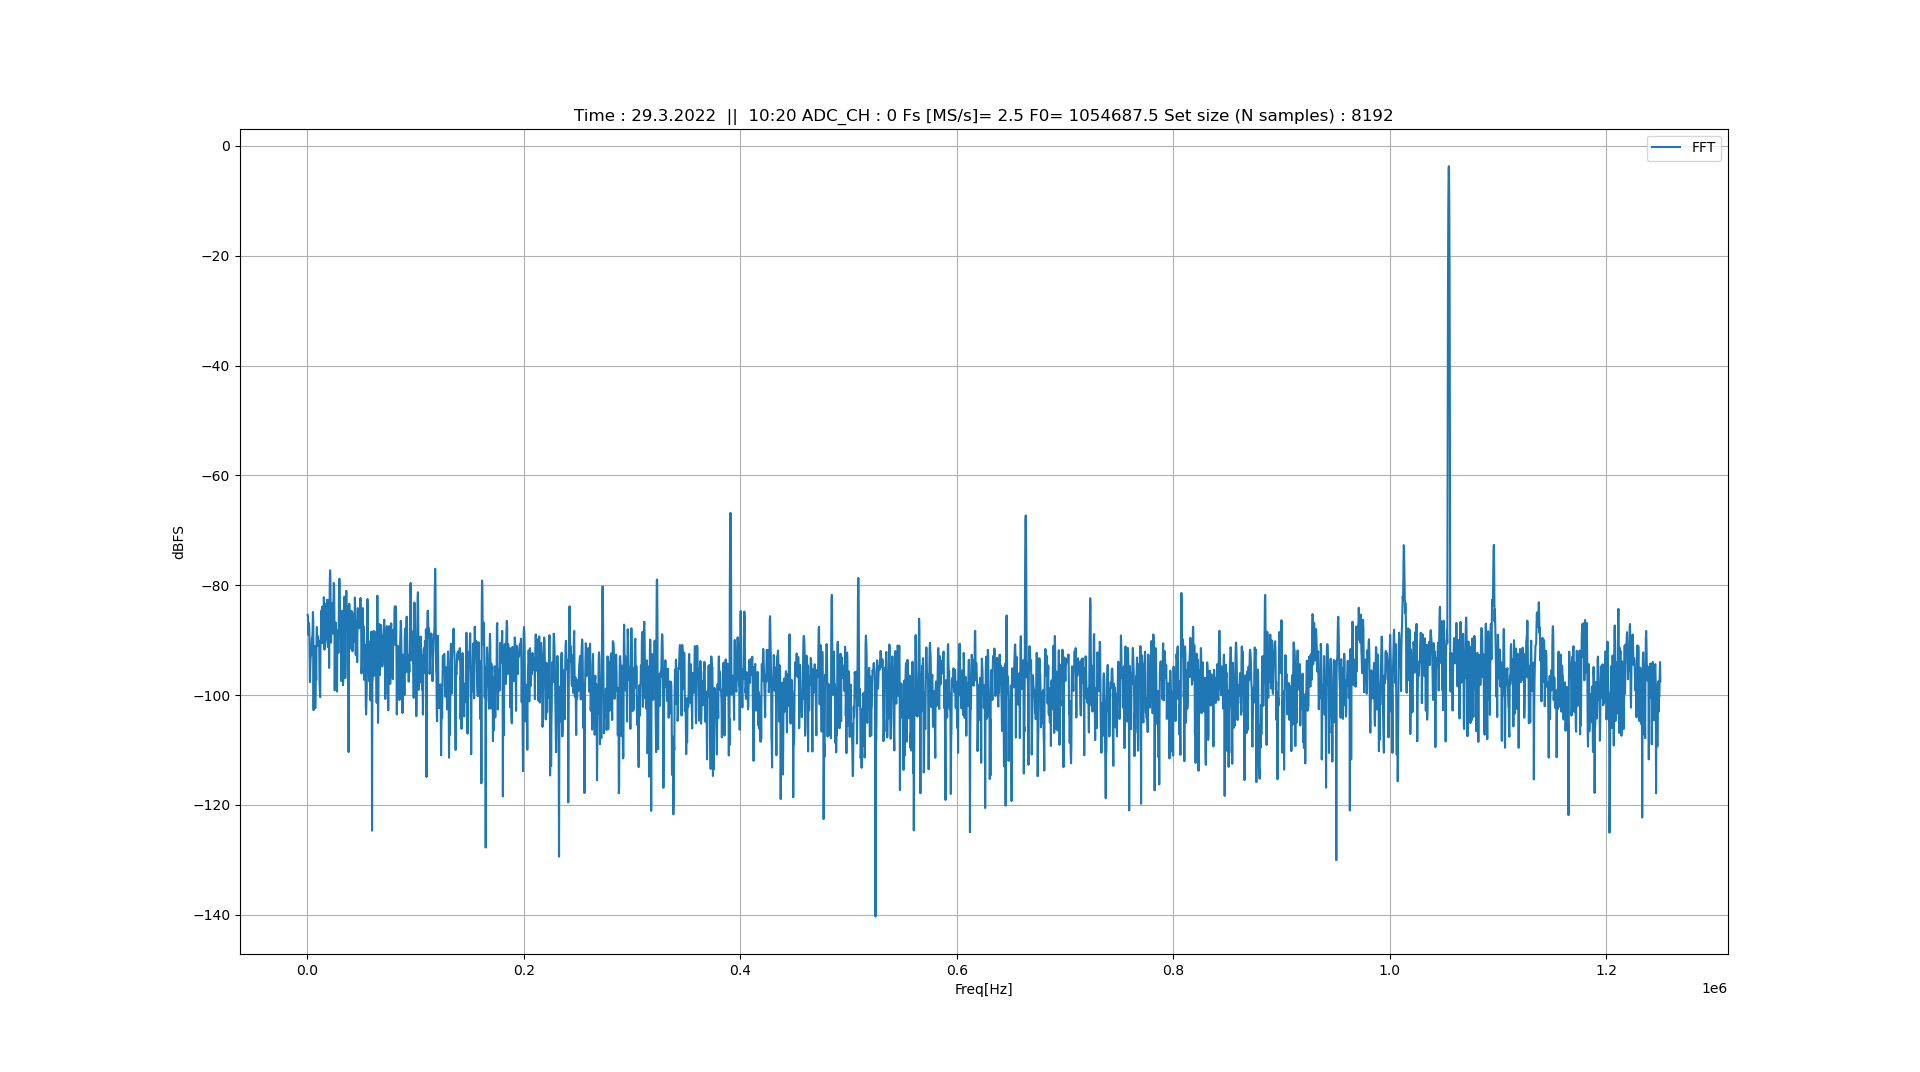 Time : 29.3.2022  ||  10:20 ADC_CH : 0 Fs [MS/s]= 2.5 F0= 1054687.5 Set size (N samples) : 8192
FFT
0
−20
−40
−60
−80
−100
−120
−140
dBFS
0.0 0.2 0.4 0.6 0.8 1.0 1.2
Freq[Hz]
1e6